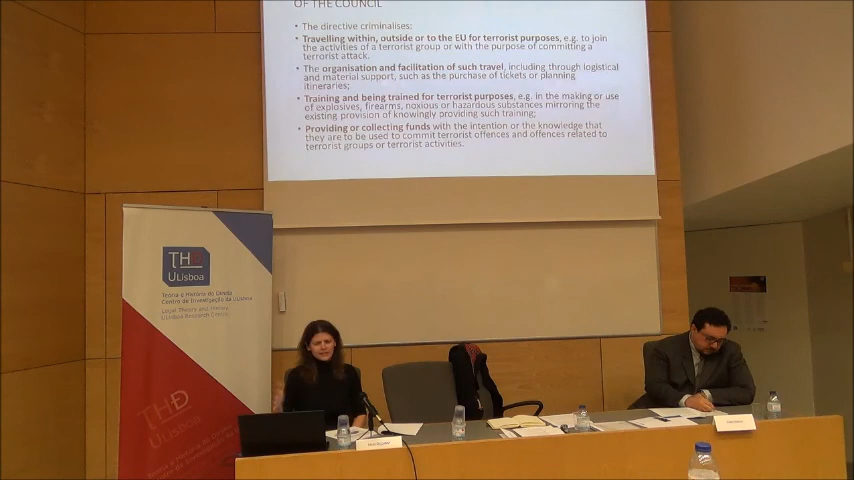 OF THE COUNCIL
• The directive criminalises:
• Travelling within, outside or to the EU for terrorist purposes, e.g. to join
the activities of a terrorist group or with the purpose of committing a
terrorist attack.
• The organisation and facilitation of such travel, including through logistical
and material support, such as the purchase of tickets or planning
itineraries;
• Training and being trained for terrorist purposes, e.g. in the making or use
of explosives, firearms, noxious or hazardous substances mirroring the
existing provision of knowingly providing such training;
• Providing or collecting funds with the intention or the knowledge that
they are to be used to commit terrorist offences and offences related to
terrorist groups or terrorist activities.
THD
ULisboa
Teoria e História do Direito
Centro de Investigação da ULisboa
Legal Theory and History
ULisboa Research Centre
THD
ULisboa